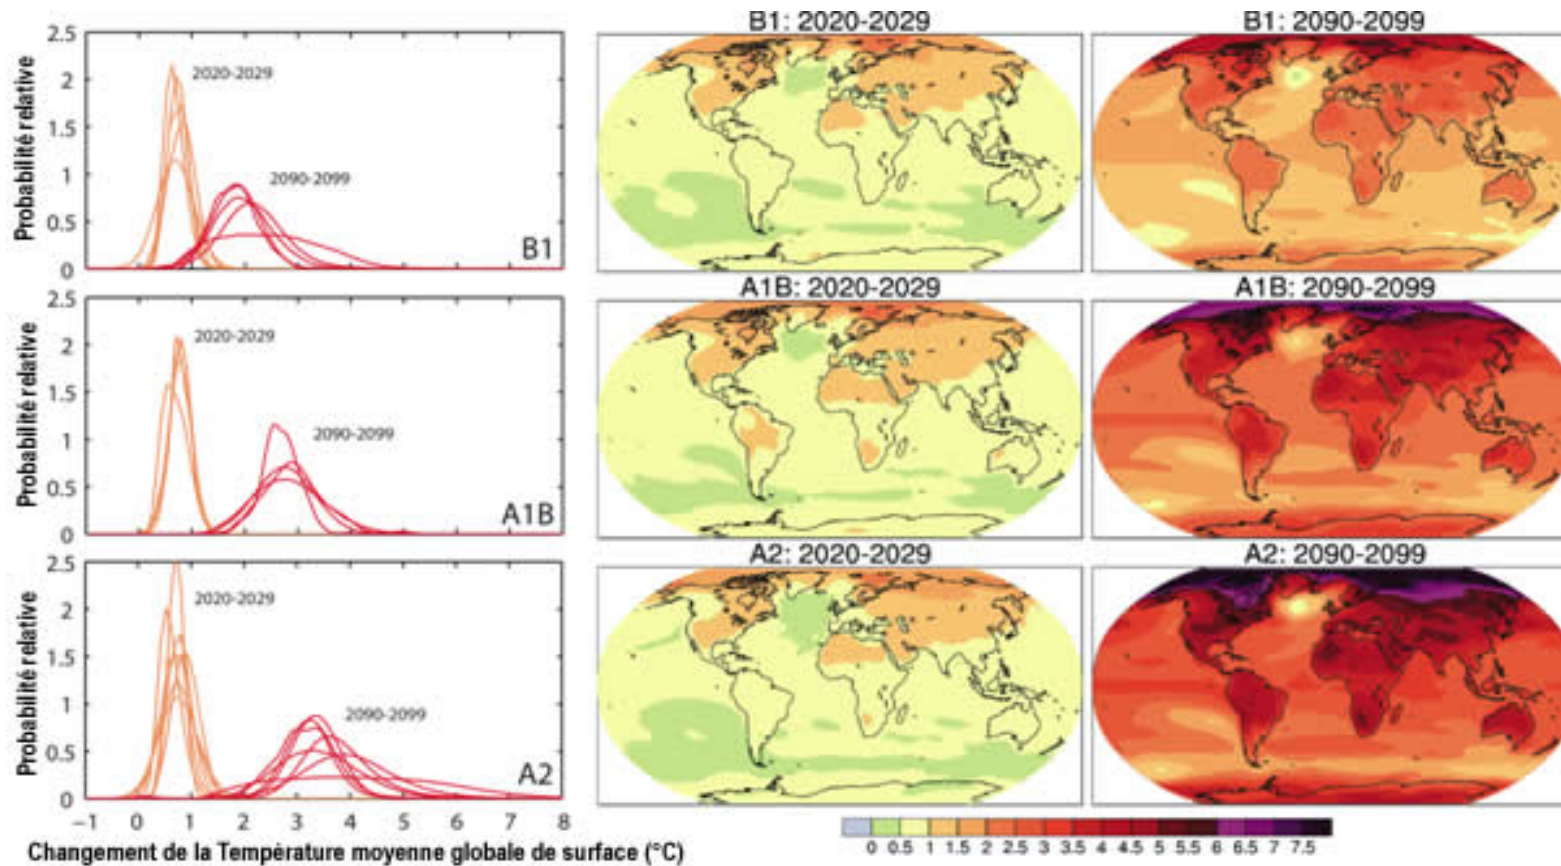 B1: 2020-2029
B1: 2090-2099
2.5
2
1.5
1
0.5
0
Probabilité relative
2020-2029
2090-2099
B1
A1B: 2020-2029
A1B: 2090-2099
2.5
2
1.5
1
0.5
0
Probabilité relative
2020-2029
2090-2099
A1B
A2: 2020-2029
A2: 2090-2099
2.5
2
1.5
1
0.5
0
Probabilité relative
2020-2029
2090-2099
A2
−1 0 1 2 3 4 5 6 7 8
Changement de la Température moyenne globale de surface (°C)
0 0.5 1 1.5 2 2.5 3 3.5 4 4.5 5 5.5 6 6.5 7 7.5